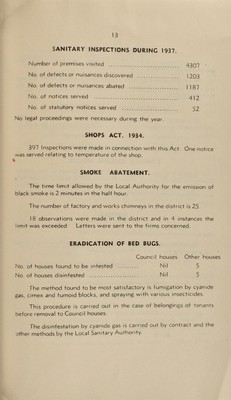 13
SANITARY INSPECTIONS DURING 1937.
Number of premises visited 4307
No. of defects or nuisances discovered 1203
No. of defects or nuisances abated 1187
No. of notices served 412
No. of statutory notices served 52
No legal proceedings were necessary during the year.
SHOPS ACT, 1934.
397 Inspections were made in connection with this Act. One notice
was served relating to temperature of the shop.
SMOKE ABATEMENT.
The time limit allowed by the Local Authority for the emission of
black smoke is 2 minutes in the half hour.
The number of factory and works chimneys in the district is 25.
18 observations were made in the district and in 4 instances the
limit was exceeded. Letters were sent to the firms concerned.
ERADICATION OF BED BUGS.
Council houses. Other houses
No. of houses found to be infested Nil 5
No. of houses disinfested Nil 5
The method found to be most satisfactory is fumigation by cyanide
gas, cimex and fumoid blocks, and spraying with various insecticides.
This procedure is carried out in the case of belongings of tenants
before removal to Council houses.
The disinfestation by cyanide gas is carried out by contract and the
other methods by the Local Sanitary Authority.